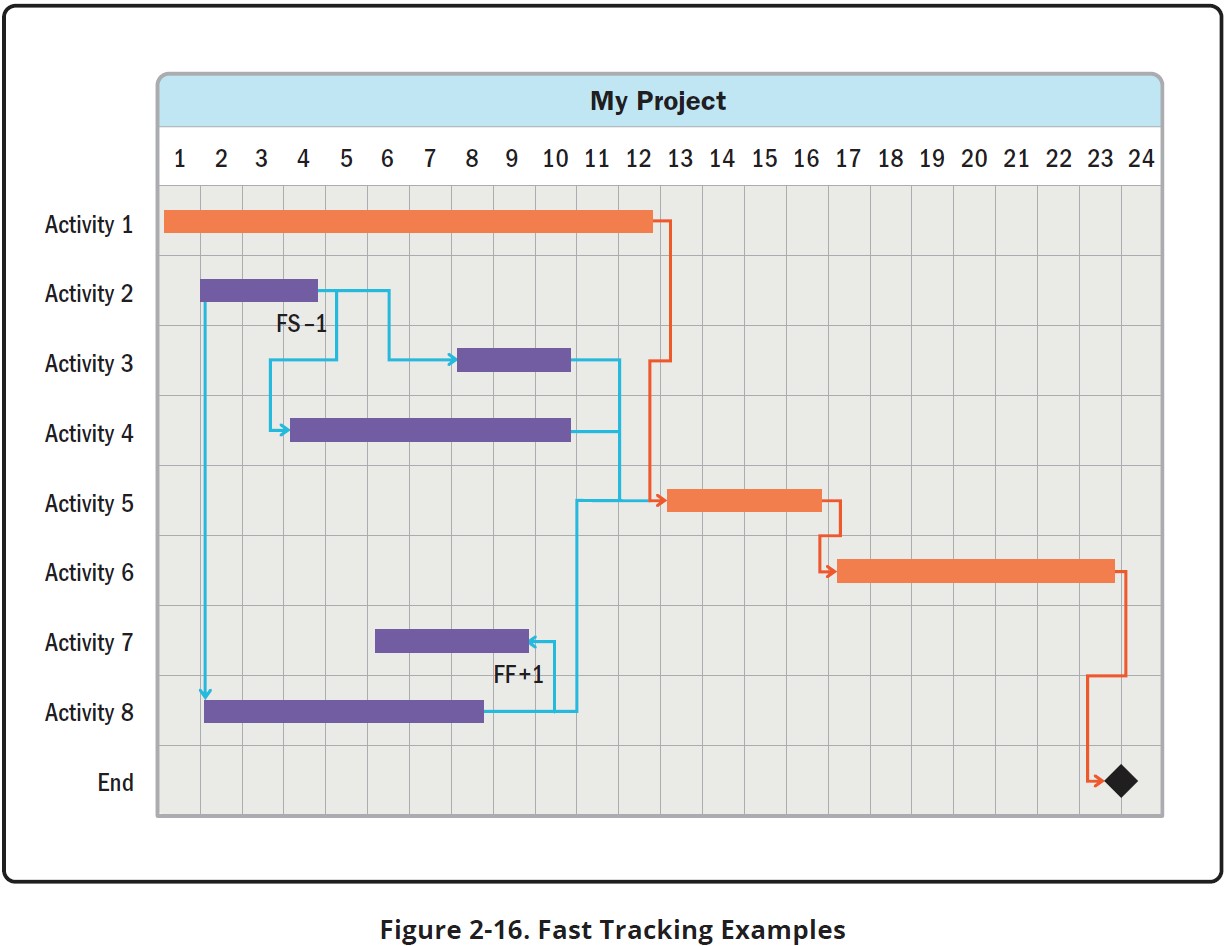 My Project
1 2 3 4 5 6 7 8 9 10 11 12 13 14 15 16 17 18 19 20 21 22 23 24
Activity 1
Activity 2
FS–1
Activity 3
Activity 4
Activity 5
Activity 6
Activity 7
FF+1
Activity 8
End
Figure 2-16. Fast Tracking Examples